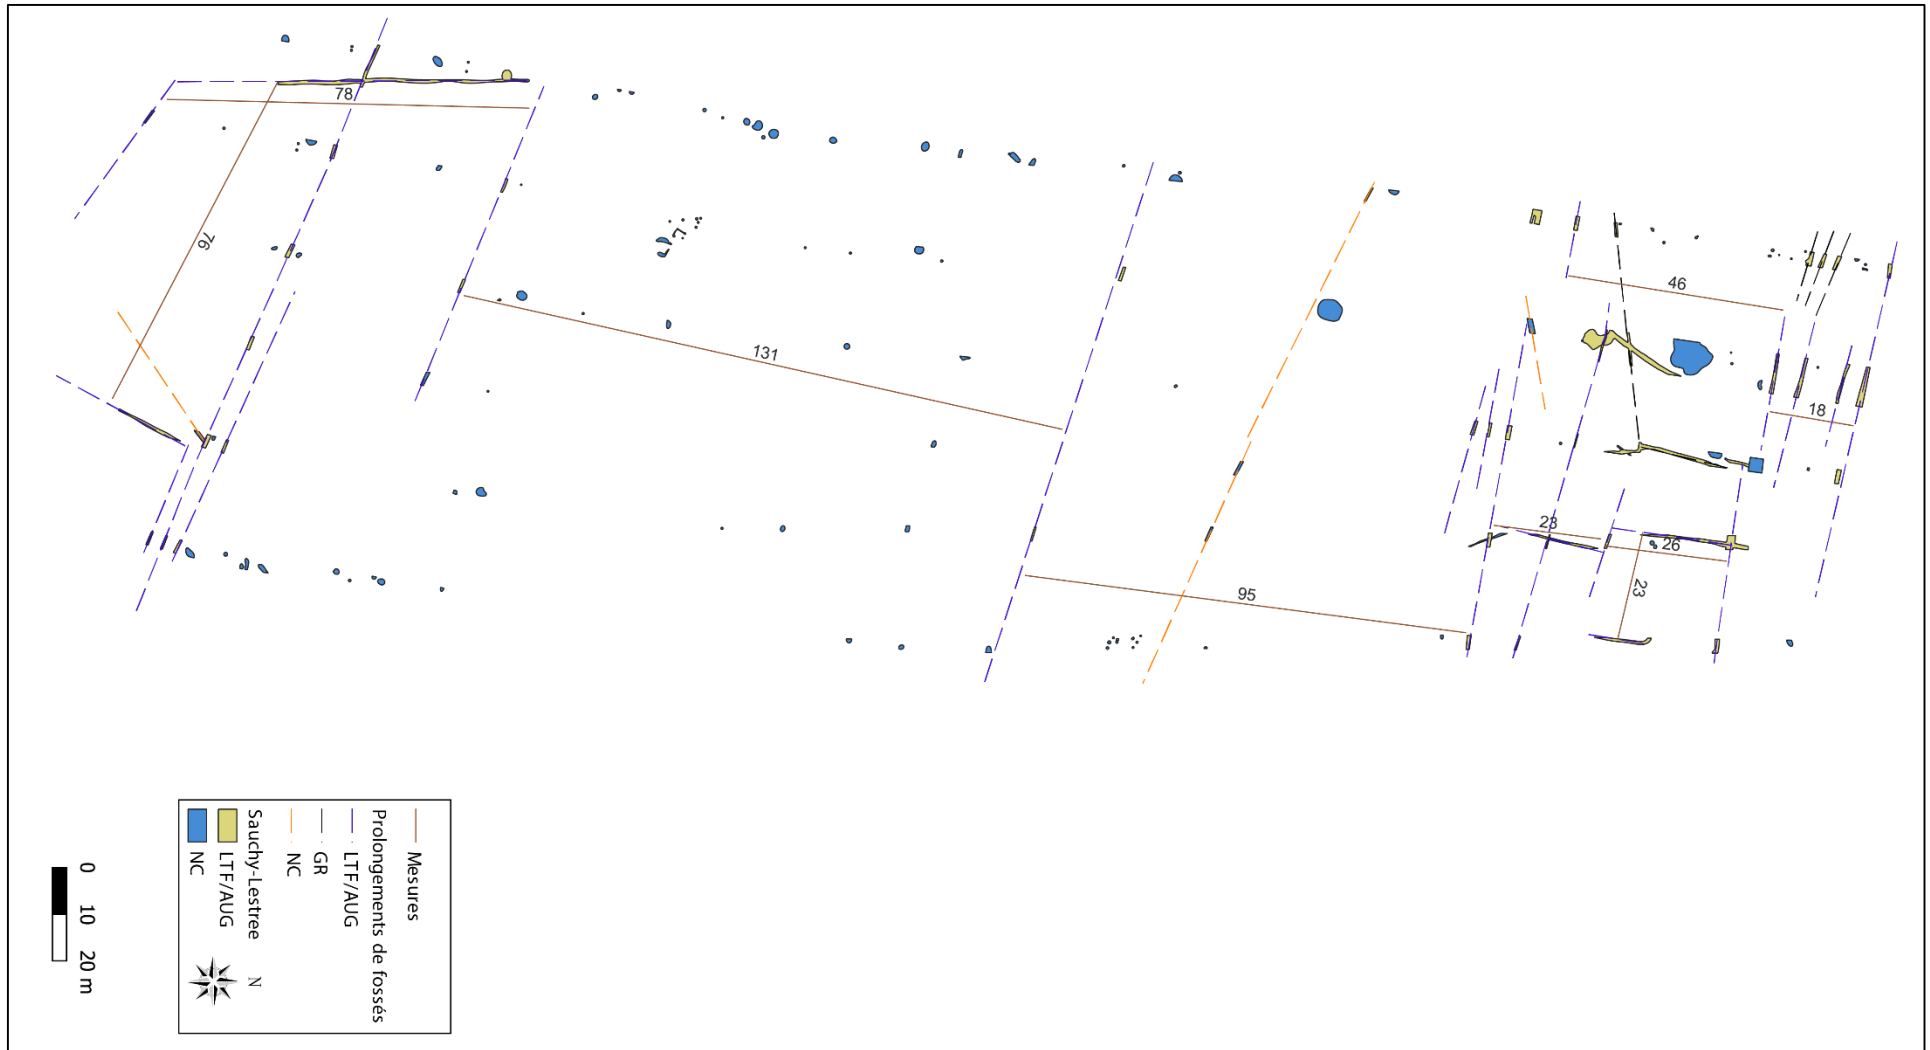 78
76
131
95
46
18
23
26
23
Mesures
Prolongements de fossés
LTF/AUG
GR
NC
Sauchy-Lestree
LTF/AUG
NC
N
0 10 20 m